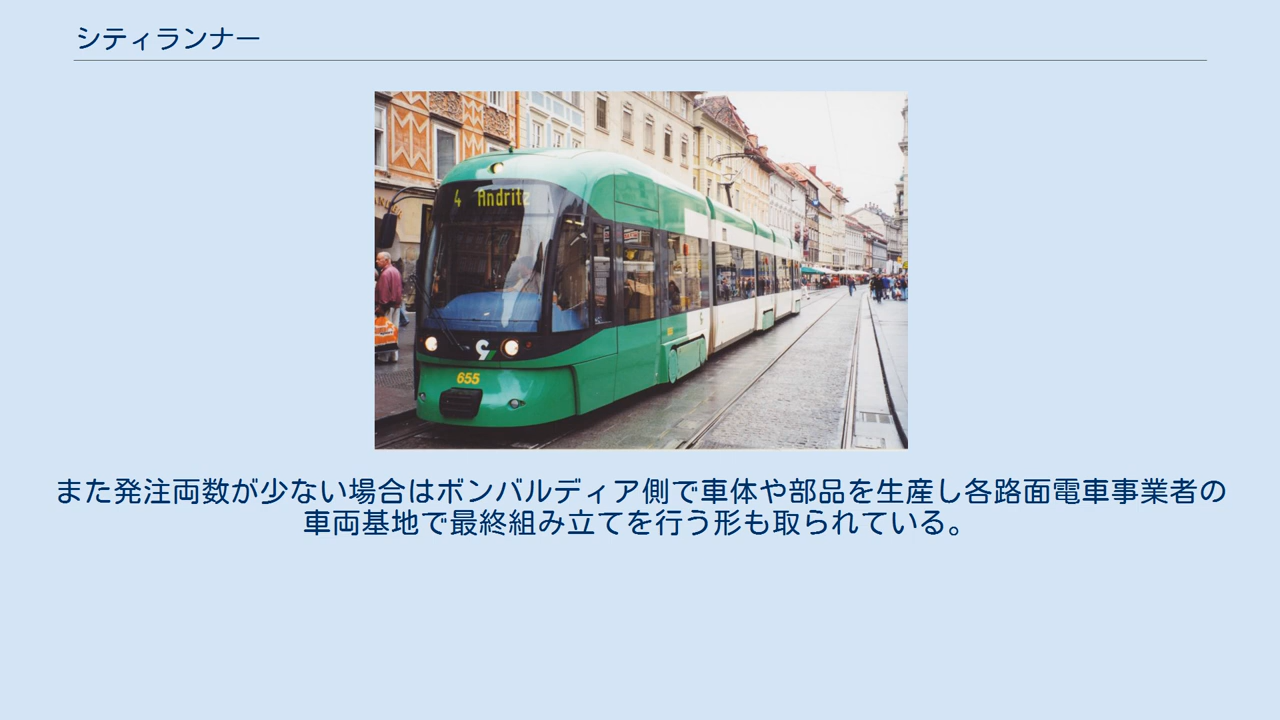 シティランナー
4 Andritz
655
また発注両数が少ない場合はボンバルディア側で車体や部品を生産し各路面電車事業者の
車両基地で最終組み立てを行う形も取られている。